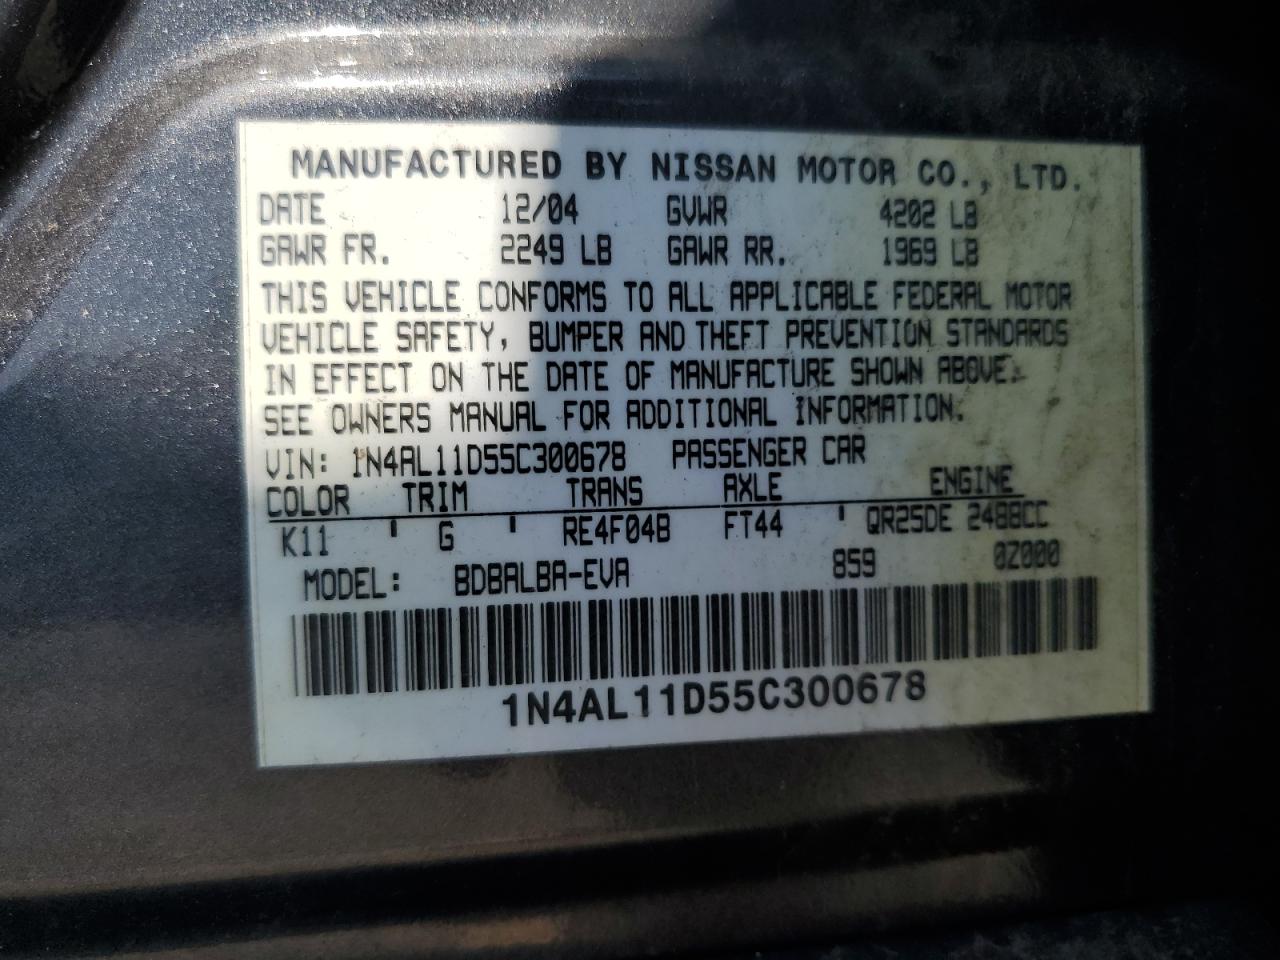 MANUFACTURED BY NISSAN MOTOR CO., LTD.
DATE 12/04 GVWR 4202 LB
GAWR FR. 2249 LB GAWR RR. 1969 LB
THIS VEHICLE CONFORMS TO ALL APPLICABLE FEDERAL MOTOR
VEHICLE SAFETY, BUMPER AND THEFT PREVENTION STANDARDS
IN EFFECT ON THE DATE OF MANUFACTURE SHOWN ABOVE.
SEE OWNERS MANUAL FOR ADDITIONAL INFORMATION.
VIN: 1N4AL11D55C300678 PASSENGER CAR
COLOR TRIM TRANS AXLE ENGINE
K11 ' G ' RE4F04B FT44 ' QR25DE 2488CC
MODEL: BDBALBA-EVA 859 0Z000
1N4AL11D55C300678